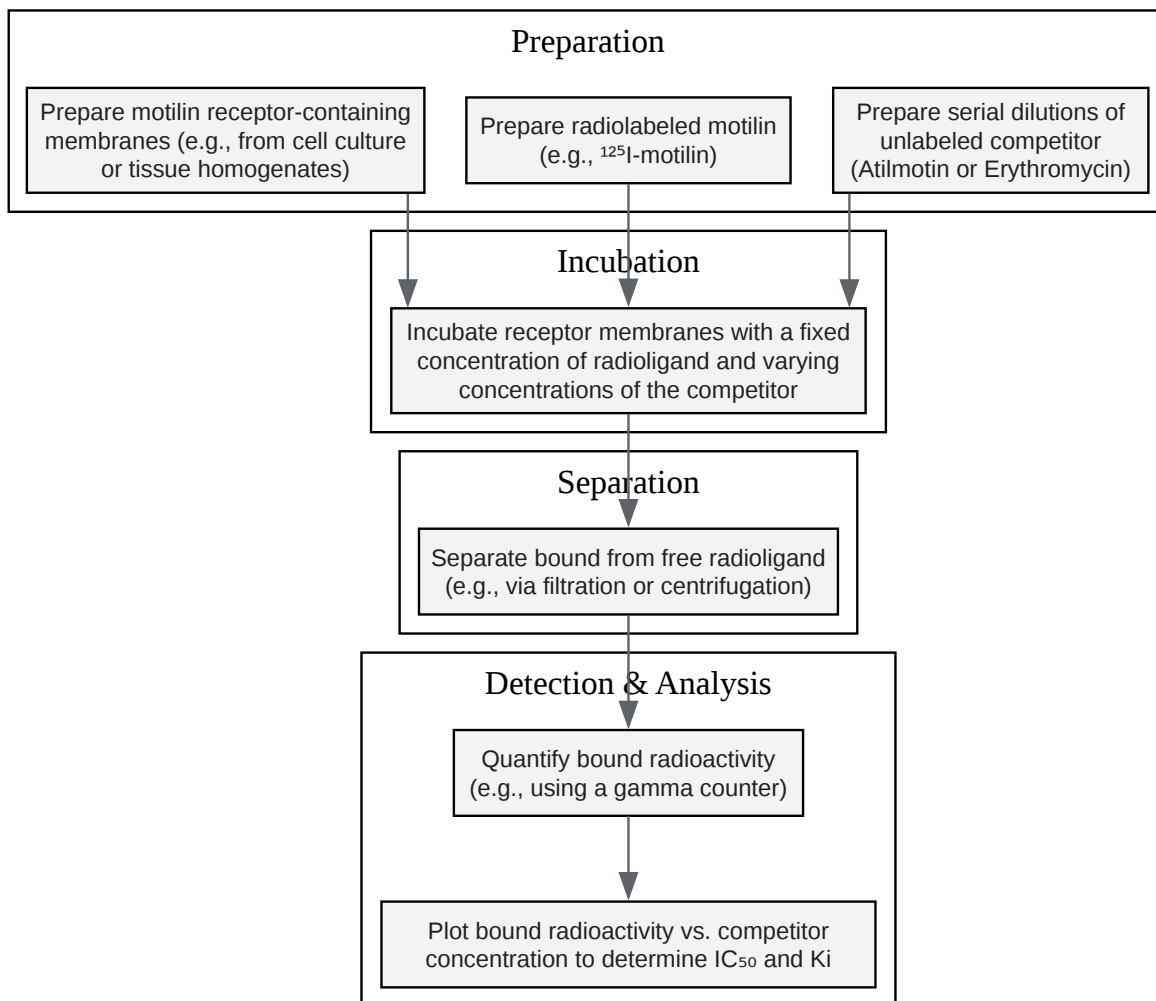 Preparation
Prepare motilin receptor-containing
membranes (e.g., from cell culture
or tissue homogenates)
Prepare radiolabeled motilin
(e.g., ¹²⁵I-motilin)
Prepare serial dilutions of
unlabeled competitor
(Atilmotin or Erythromycin)
Incubation
Incubate receptor membranes with a fixed
concentration of radioligand and varying
concentrations of the competitor
Separation
Separate bound from free radioligand
(e.g., via filtration or centrifugation)
Detection & Analysis
Quantify bound radioactivity
(e.g., using a gamma counter)
Plot bound radioactivity vs. competitor
concentration to determine IC₅₀ and Ki